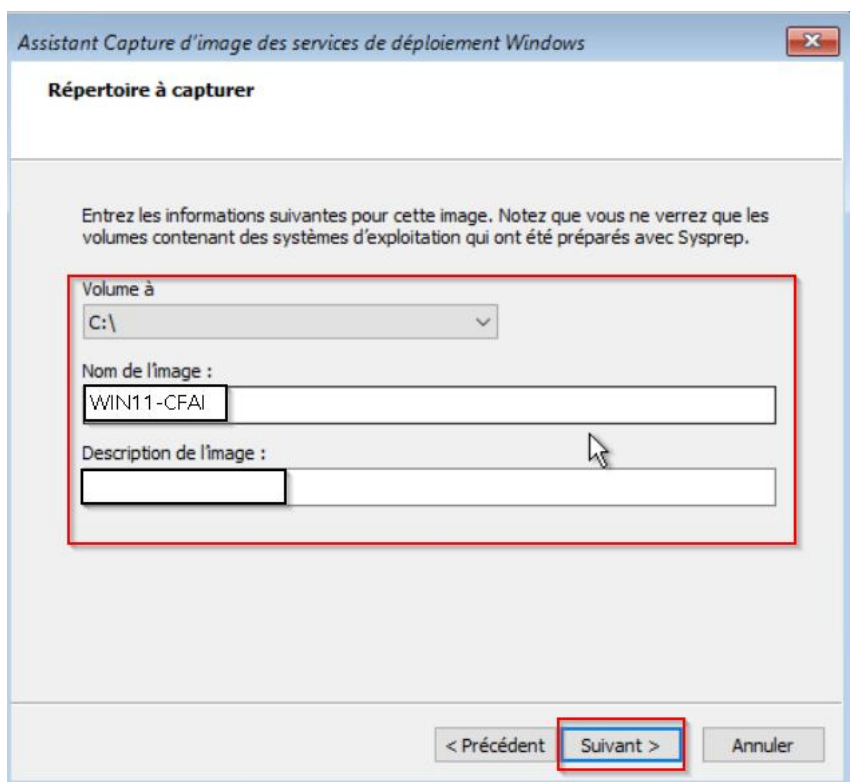 Assistant Capture d'image des services de déploiement Windows
Répertoire à capturer
Entrez les informations suivantes pour cette image. Notez que vous ne verrez que les
volumes contenant des systèmes d'exploitation qui ont été préparés avec Sysprep.
Volume à
C:\
Nom de l'image :
WIN11-CFAI
Description de l'image :
< Précédent
Suivant >
Annuler